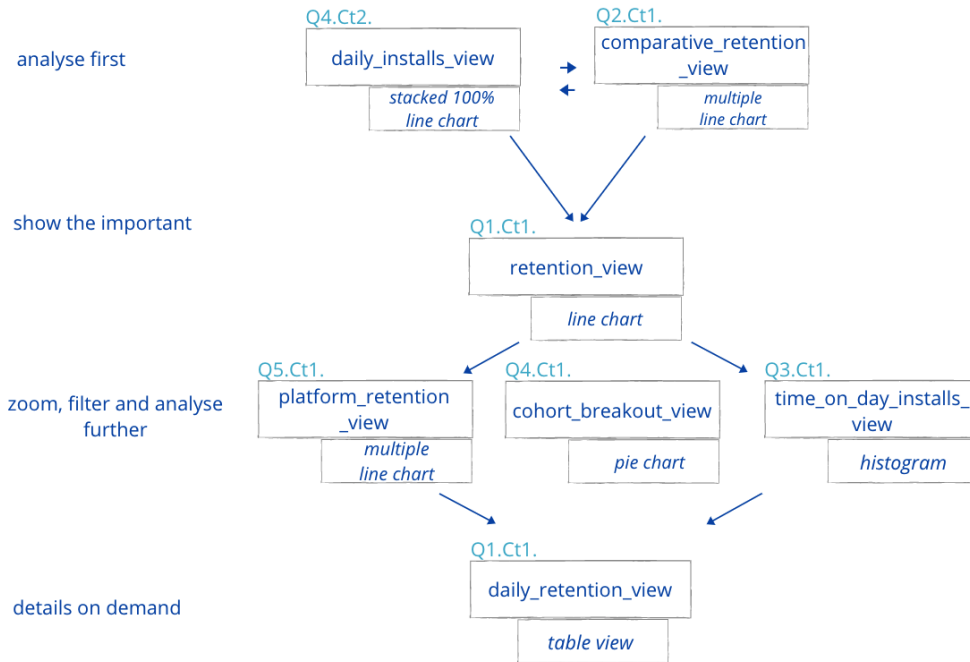 Q4.Ct2.
Q2.Ct1.
analyse first
daily_installs_view
comparative_retention
_view
stacked 100%
line chart
multiple
line chart
show the important
Q1.Ct1.
retention_view
line chart
zoom, filter and analyse
further
Q5.Ct1.
platform_retention
_view
multiple
line chart
Q4.Ct1.
cohort_breakout_view
pie chart
Q3.Ct1.
time_on_day_installs_
view
histogram
details on demand
Q1.Ct1.
daily_retention_view
table view